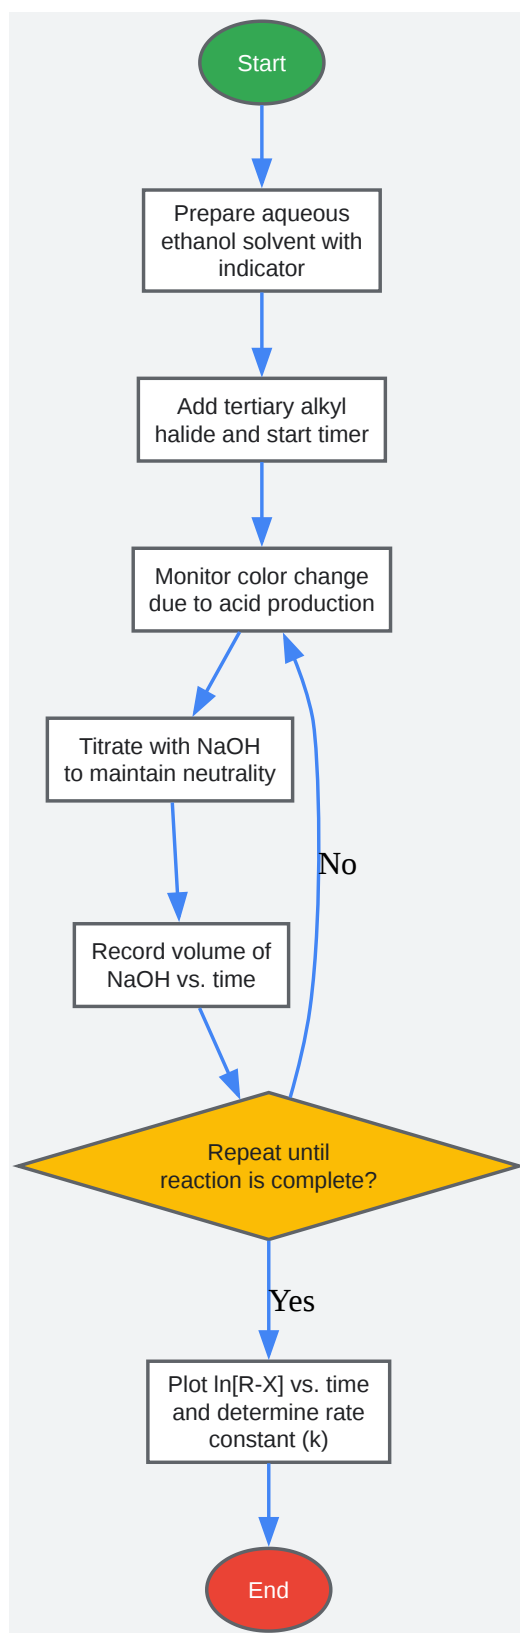 Start
Prepare aqueous
ethanol solvent with
indicator
Add tertiary alkyl
halide and start timer
Monitor color change
due to acid production
Titrate with NaOH
to maintain neutrality
No
Record volume of
NaOH vs. time
Repeat until
reaction is complete?
Yes
Plot ln[R-X] vs. time
and determine rate
constant (k)
End